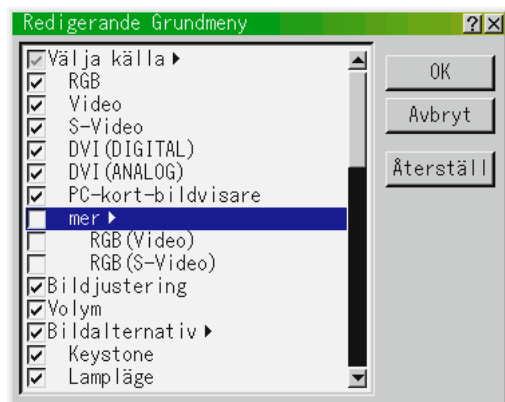 Redigerande Grundmeny
Välja källa
RGB
Video
S-Video
DVI(DIGITAL)
DVI(ANALOG)
PC-kort-bildvisare
mer
RGB(Video)
RGB(S-Video)
Bildjustering
Volym
Bildalternativ
Keystone
Lampläge
OK
Avbryt
Återställ